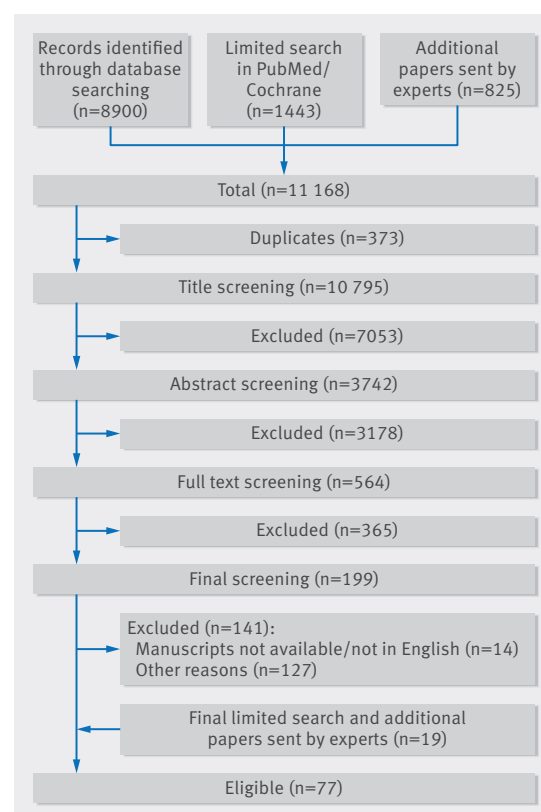 Records identified
through database
searching
(n=8900)
Limited search
in PubMed/
Cochrane
(n=1443)
Additional
papers sent by
experts (n=825)
Total (n=11 168)
Duplicates (n=373)
Title screening (n=10 795)
Excluded (n=7053)
Abstract screening (n=3742)
Excluded (n=3178)
Full text screening (n=564)
Excluded (n=365)
Final screening (n=199)
Excluded (n=141):
Manuscripts not available/not in English (n=14)
Other reasons (n=127)
Final limited search and additional
papers sent by experts (n=19)
Eligible (n=77)